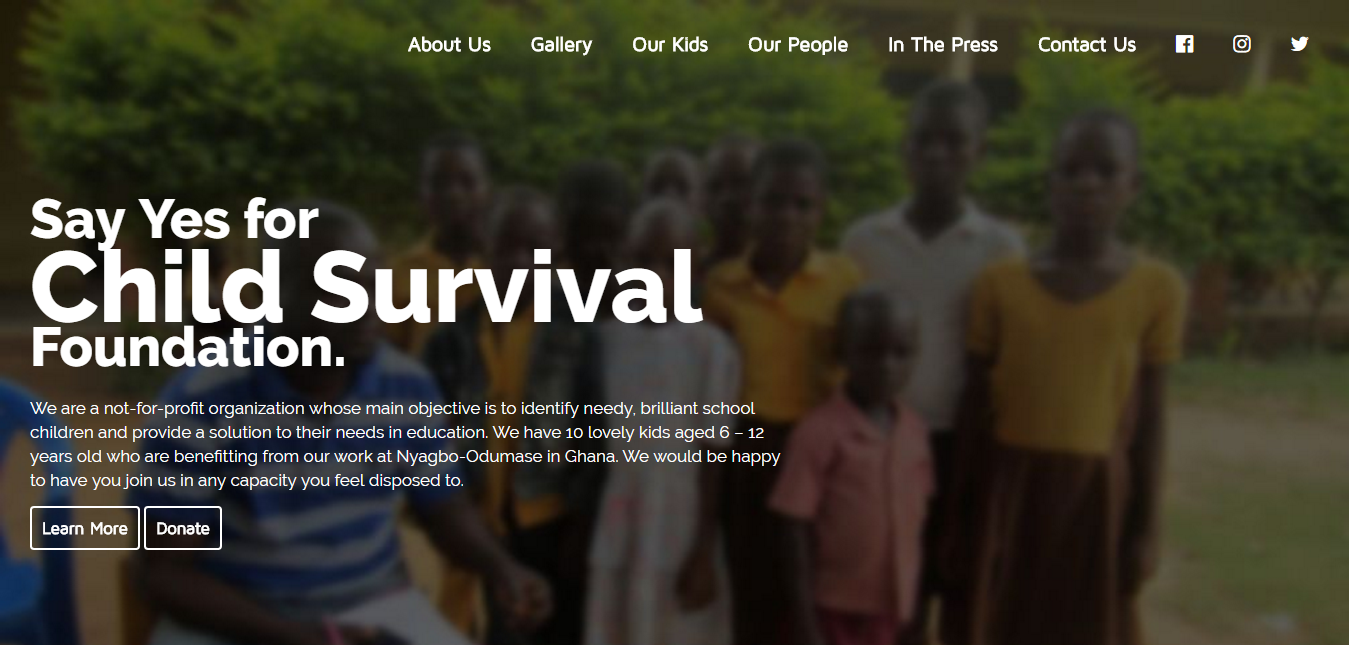 About Us Gallery Our Kids Our People In The Press Contact Us
Say Yes for
Child Survival
Foundation.
We are a not-for-profit organization whose main objective is to identify needy, brilliant school
children and provide a solution to their needs in education. We have 10 lovely kids aged 6 – 12
years old who are benefitting from our work at Nyagbo-Odumase in Ghana. We would be happy
to have you join us in any capacity you feel disposed to.
Learn More Donate